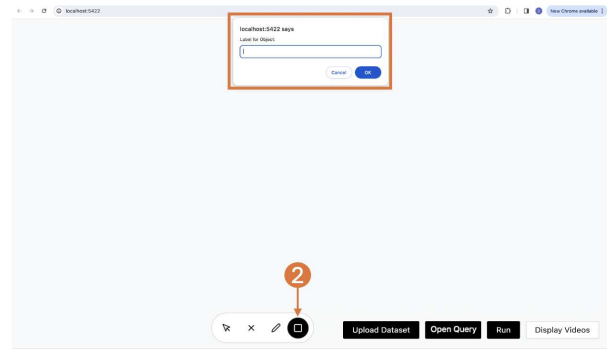 localhost:5422
New Chrome available
localhost:5422 says
Label for Object:
Cancel
OK
2
Upload Dataset
Open Query
Run
Display Videos